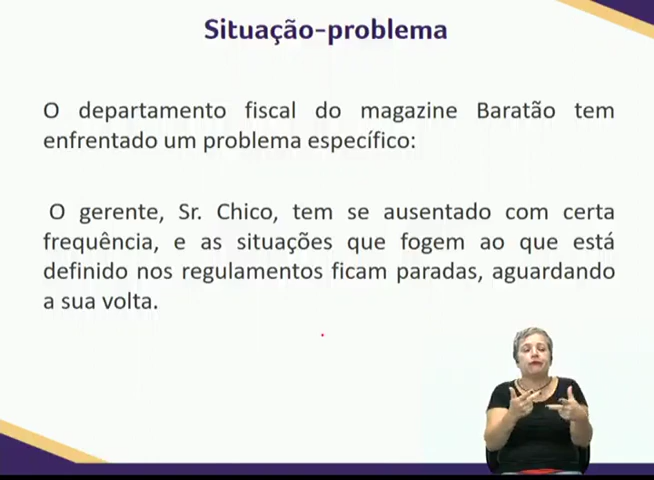 Situação-problema
O departamento fiscal do magazine Baratão tem
enfrentado um problema específico:
O gerente, Sr. Chico, tem se ausentado com certa
frequência, e as situações que fogem ao que está
definido nos regulamentos ficam paradas, aguardando
a sua volta.